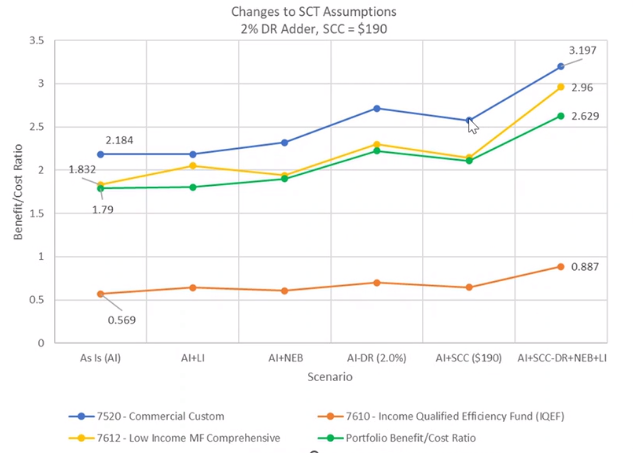 Changes to SCT Assumptions
2% DR Adder, SCC = $190
3.5
3
2.5
2
1.5
1
0.5
0
Benefit/Cost Ratio
2.184
1.832
1.79
0.569
3.197
2.96
2.629
0.887
As Is (AI)
AI+LI
AI+NEB
AI-DR (2.0%)
AI+SCC ($190)
AI+SCC-DR+NEB+LI
Scenario
7520 - Commercial Custom
7610 - Income Qualified Efficiency Fund (IQEF)
7612 - Low Income MF Comprehensive
Portfolio Benefit/Cost Ratio